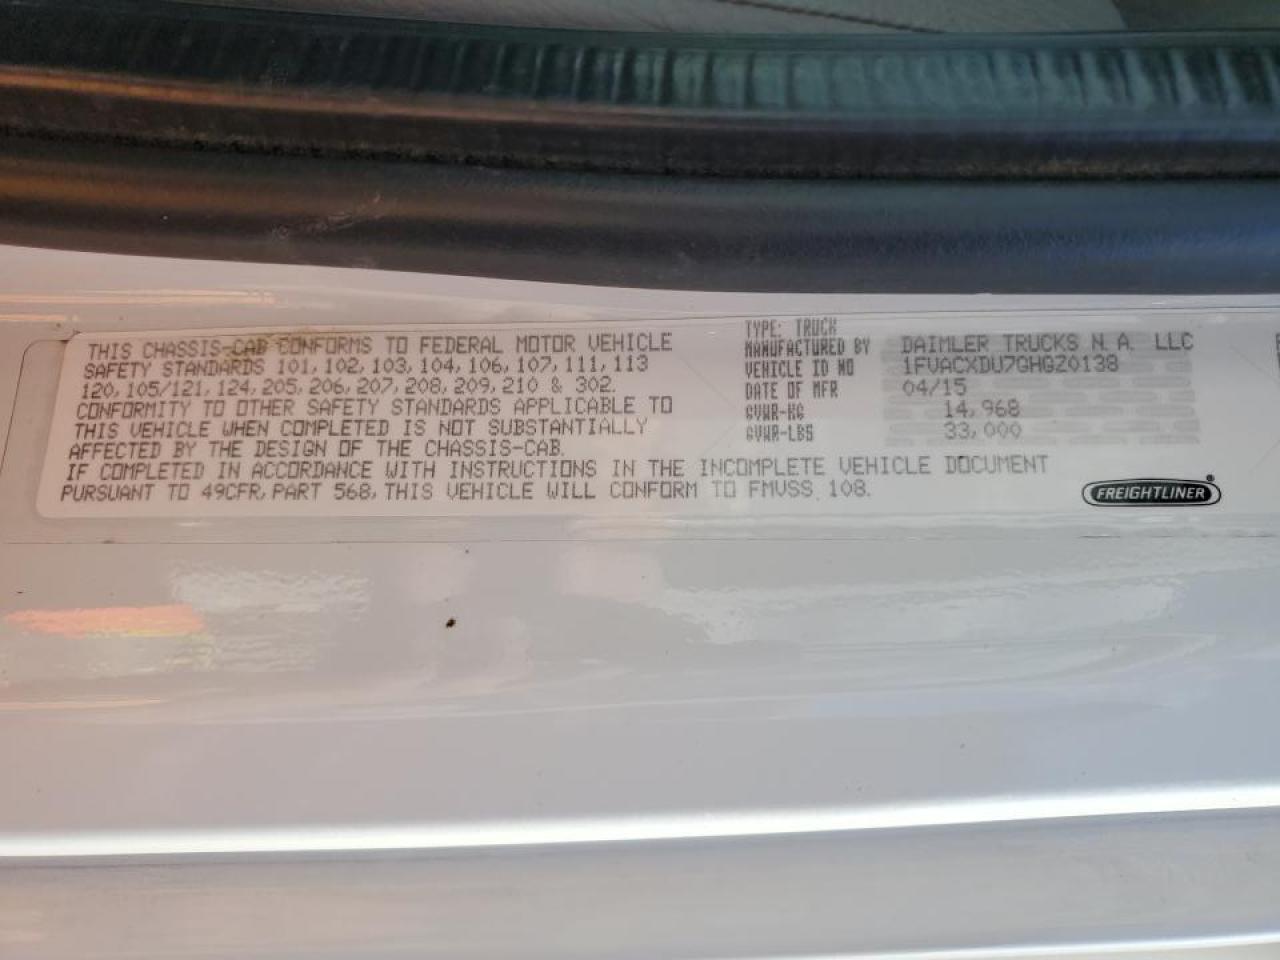 THIS CHASSIS-CAB CONFORMS TO FEDERAL MOTOR VEHICLE
SAFETY STANDARDS 101, 102, 103, 104, 106, 107, 111, 113
120, 105/121, 124, 205, 206, 207, 208, 209, 210 & 302.
CONFORMITY TO OTHER SAFETY STANDARDS APPLICABLE TO
THIS VEHICLE WHEN COMPLETED IS NOT SUBSTANTIALLY
AFFECTED BY THE DESIGN OF THE CHASSIS-CAB.
IF COMPLETED IN ACCORDANCE WITH INSTRUCTIONS IN THE INCOMPLETE VEHICLE DOCUMENT
PURSUANT TO 49CFR, PART 568, THIS VEHICLE WILL CONFORM TO FMVSS 108.
TYPE: TRUCK
MANUFACTURED BY DAIMLER TRUCKS N.A. LLC
VEHICLE ID NO 1FVACXDU7GHGZ0138
DATE OF MFR 04/15
GVWR-KG 14,968
GVWR-LBS 33,000
FREIGHTLINER